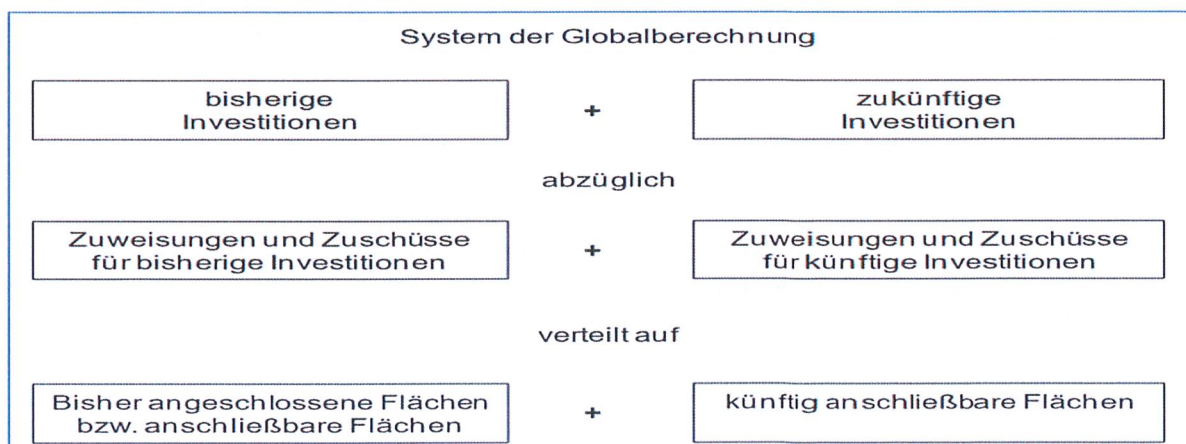 System der Globalberechnung
bisherige
Investitionen
+
zukünftige
Investitionen
abzüglich
Zuweisungen und Zuschüsse
für bisherige Investitionen
+
Zuweisungen und Zuschüsse
für künftige Investitionen
verteilt auf
Bisher angeschlossene Flächen
bzw. anschließbare Flächen
+
künftig anschließbare Flächen